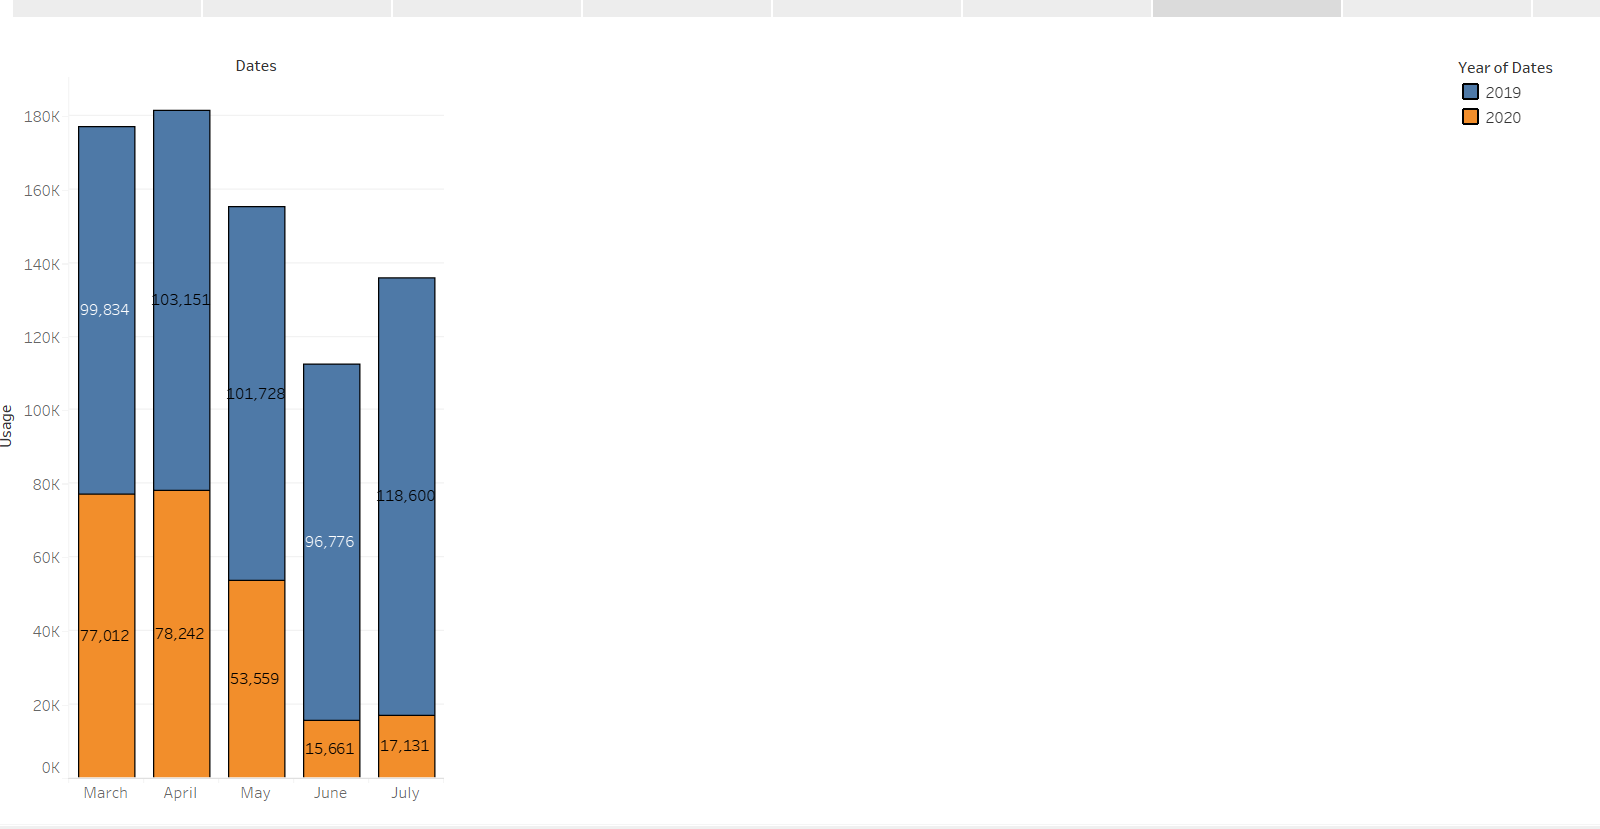 Dates
Year of Dates
2019
2020
180K
160K
140K
120K
100K
80K
60K
40K
20K
0K
Usage
99,834
103,151
101,728
96,776
118,600
77,012
78,242
53,559
15,661
17,131
March
April
May
June
July